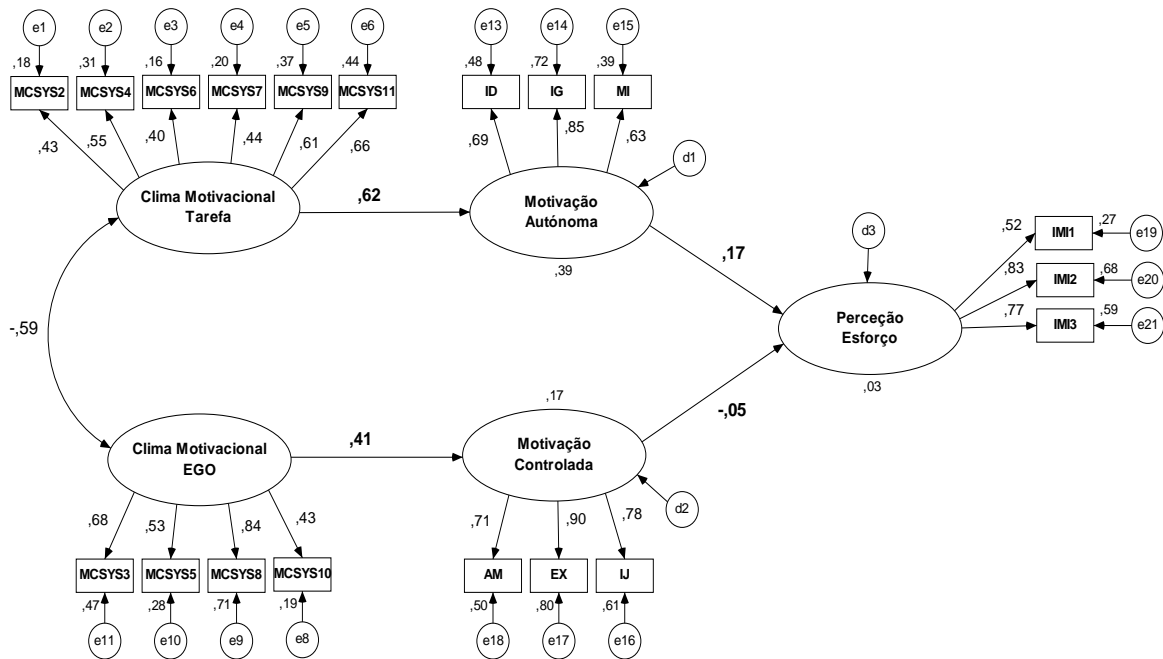 e1 e2 e3 e4 e5 e6
,18 ,31 ,16 ,20 ,37 ,44
MCSYS2 MCSYS4 MCSYS6 MCSYS7 MCSYS9 MCSYS11
,43 ,55 ,40 ,44 ,61 ,66
Clima Motivacional
Tarefa
,62
e13 e14 e15
,48 ,72 ,39
ID IG MI
,69 ,85 ,63
d1
Motivação
Autónoma
,39
,17
-,59
d3
Perceção
Esforço
,03
,52 IMI1 ,27 e19
,83 IMI2 ,68 e20
,77 IMI3 ,59 e21
Clima Motivacional
EGO
,41
,17
Motivação
Controlada
-,05
d2
,68 ,53 ,84 ,43
MCSYS3 MCSYS5 MCSYS8 MCSYS10
,47 ,28 ,71 ,19
e11 e10 e9 e8
,71 ,90 ,78
AM EX IJ
,50 ,80 ,61
e18 e17 e16